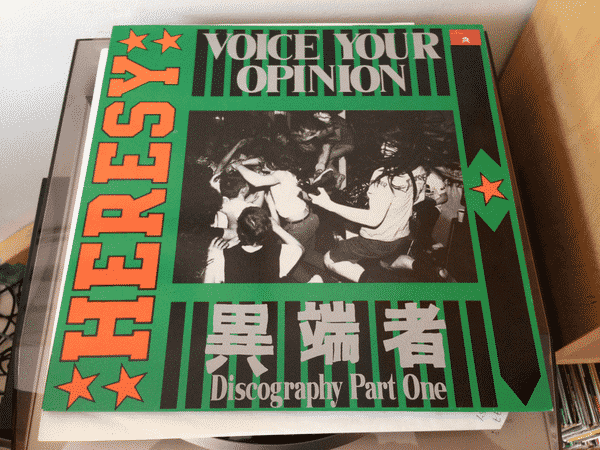 HERESY
VOICE YOUR
OPINION
異端者
Discography Part One